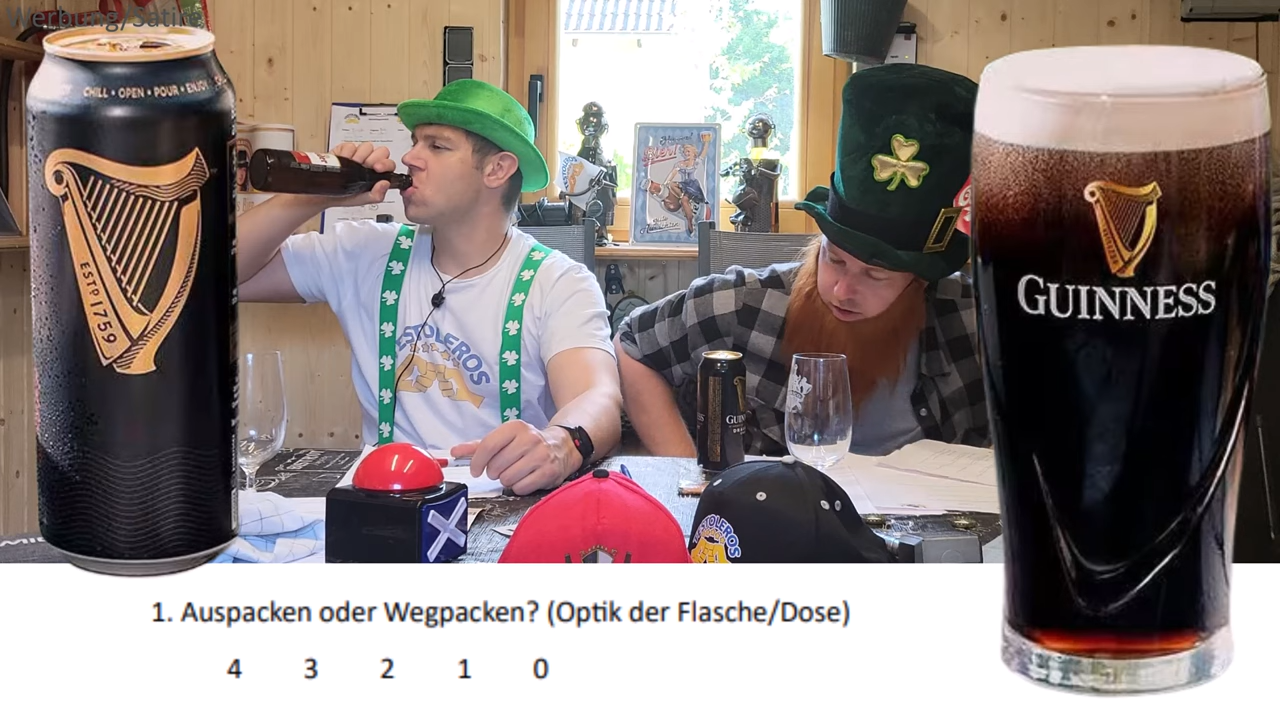 Werbung/Satire
CHILL • OPEN • POUR • ENJOY
ESTD 1759
GUINNESS
1. Auspacken oder Wegpacken? (Optik der Flasche/Dose)
4 3 2 1 0